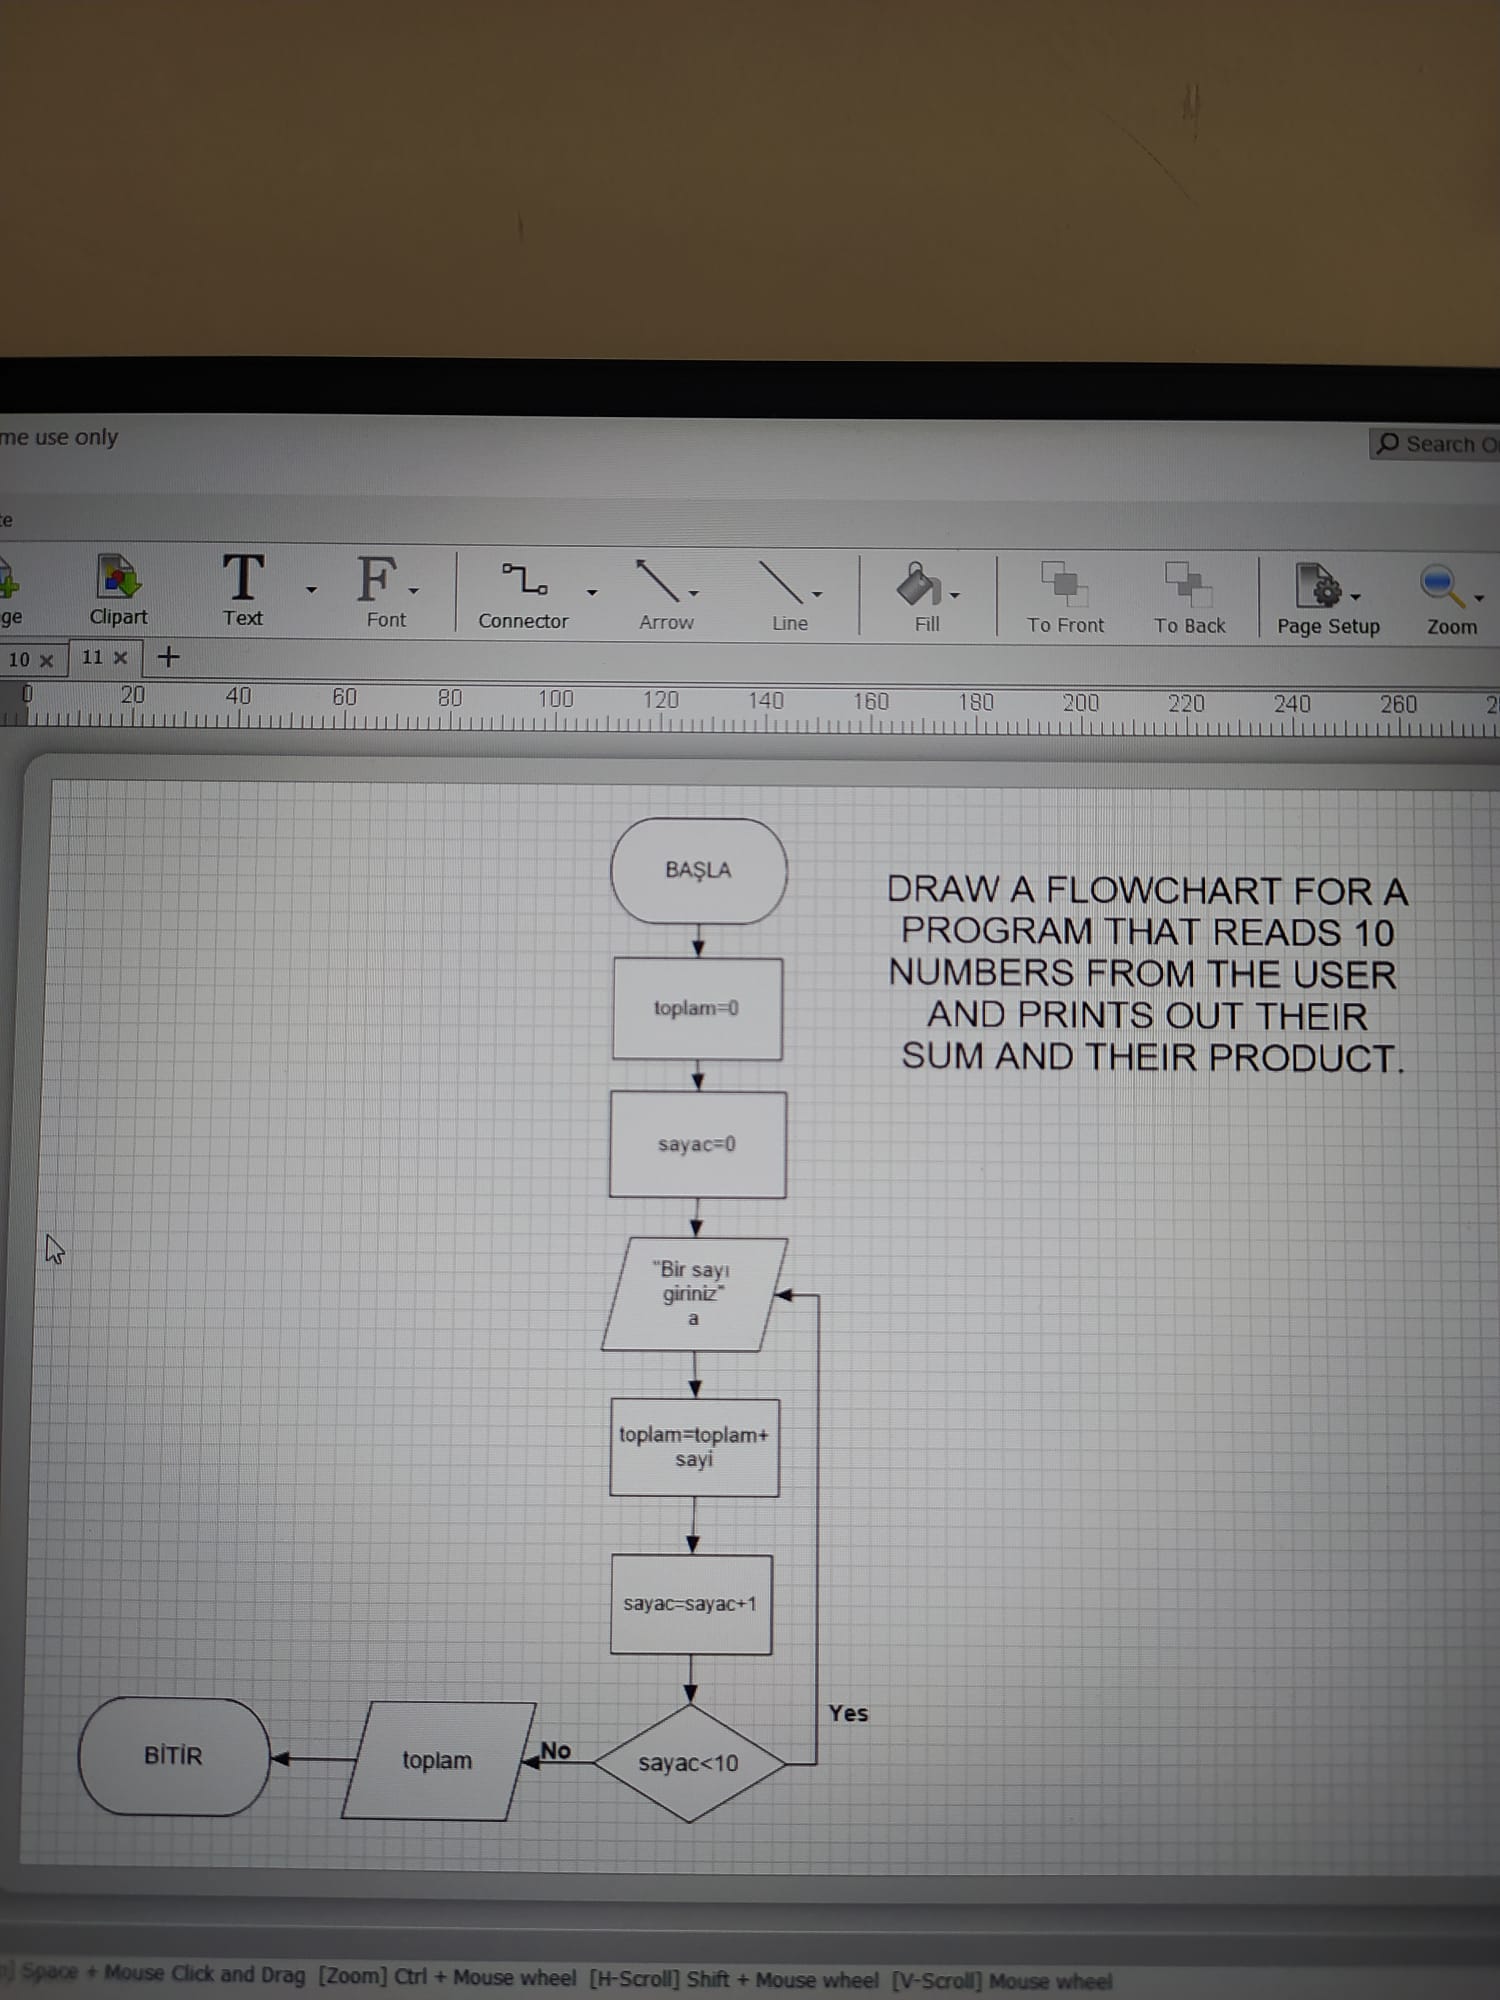 me use only
Search O
te
ge
Clipart
Text
Font
Connector
Arrow
Line
Fill
To Front
To Back
Page Setup
Zoom
10 ×
11 ×
+
0 20 40 60 80 100 120 140 160 180 200 220 240 260 2
BAŞLA
DRAW A FLOWCHART FOR A
PROGRAM THAT READS 10
NUMBERS FROM THE USER
AND PRINTS OUT THEIR
SUM AND THEIR PRODUCT.
toplam=0
sayac=0
"Bir sayı
giriniz"
a
toplam=toplam+
sayi
sayac=sayac+1
sayac<10
Yes
No
toplam
BİTİR
Space + Mouse Click and Drag [Zoom] Ctrl + Mouse wheel [H-Scroll] Shift + Mouse wheel [V-Scroll] Mouse wheel